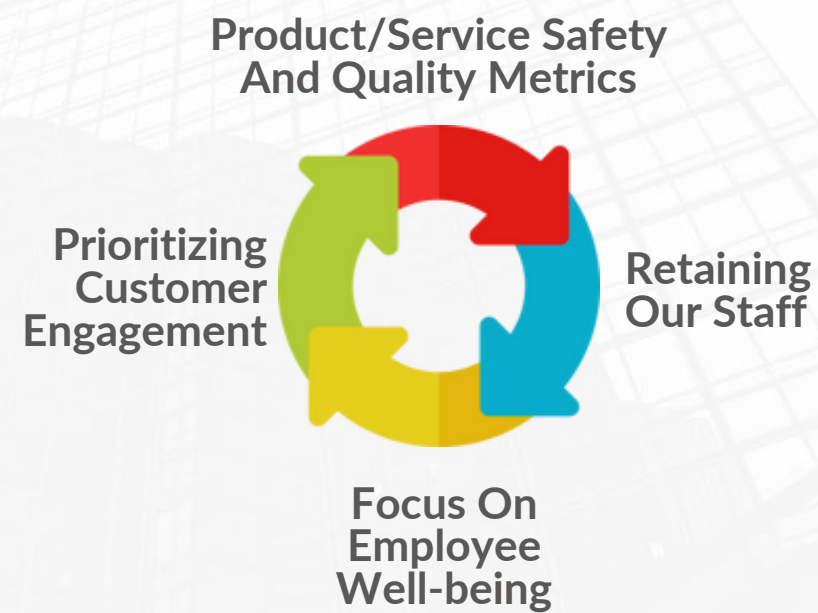 Product/Service Safety
And Quality Metrics
Prioritizing
Customer
Engagement
Retaining
Our Staff
Focus On
Employee
Well-being